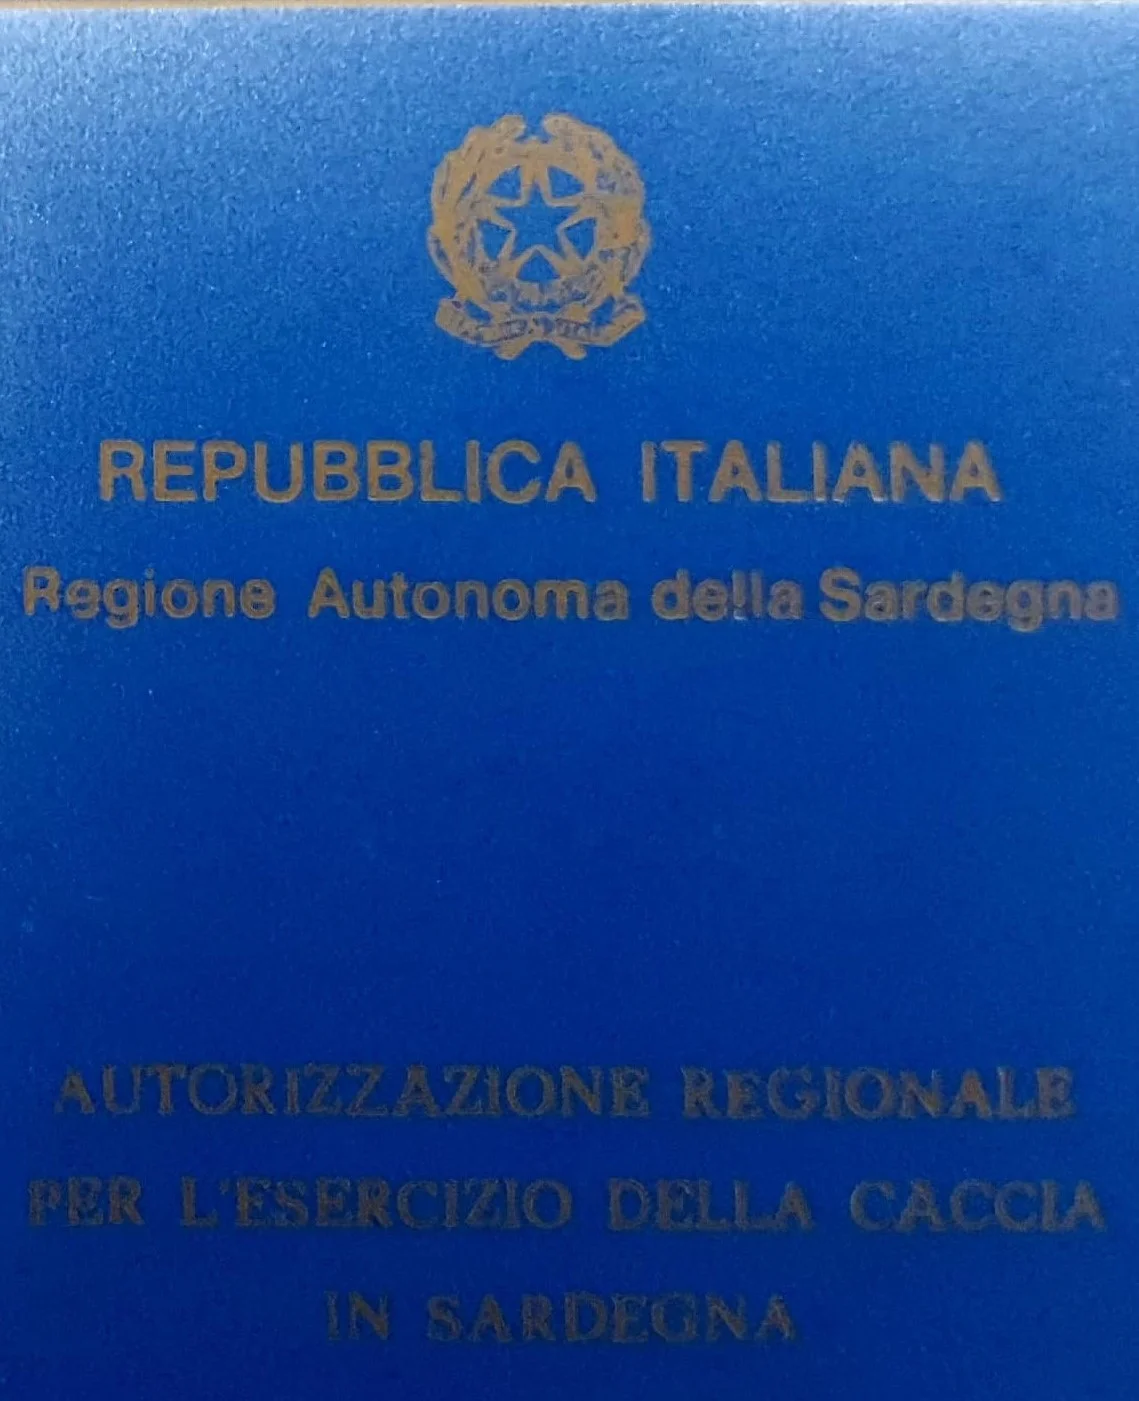 REPUBBLICA ITALIANA
Regione Autonoma della Sardegna
AUTORIZZAZIONE REGIONALE
PER L'ESERCIZIO DELLA CACCIA
IN SARDEGNA